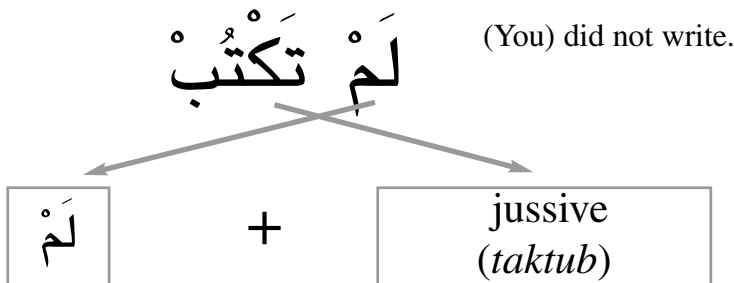 لَمْ تَكْتُبْ
(You) did not write.
لَمْ
+
jussive
(taktub)